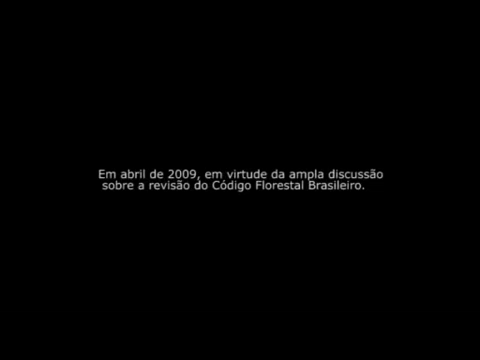 Em abril de 2009, em virtude da ampla discussão
sobre a revisão do Código Florestal Brasileiro.